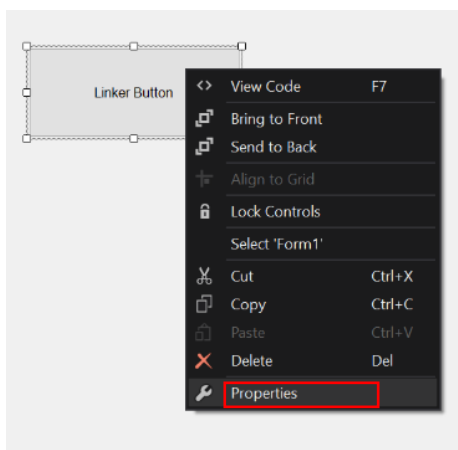 Linker Button
View Code F7
Bring to Front
Send to Back
Align to Grid
Lock Controls
Select 'Form1'
Cut Ctrl+X
Copy Ctrl+C
Paste Ctrl+V
Delete Del
Properties